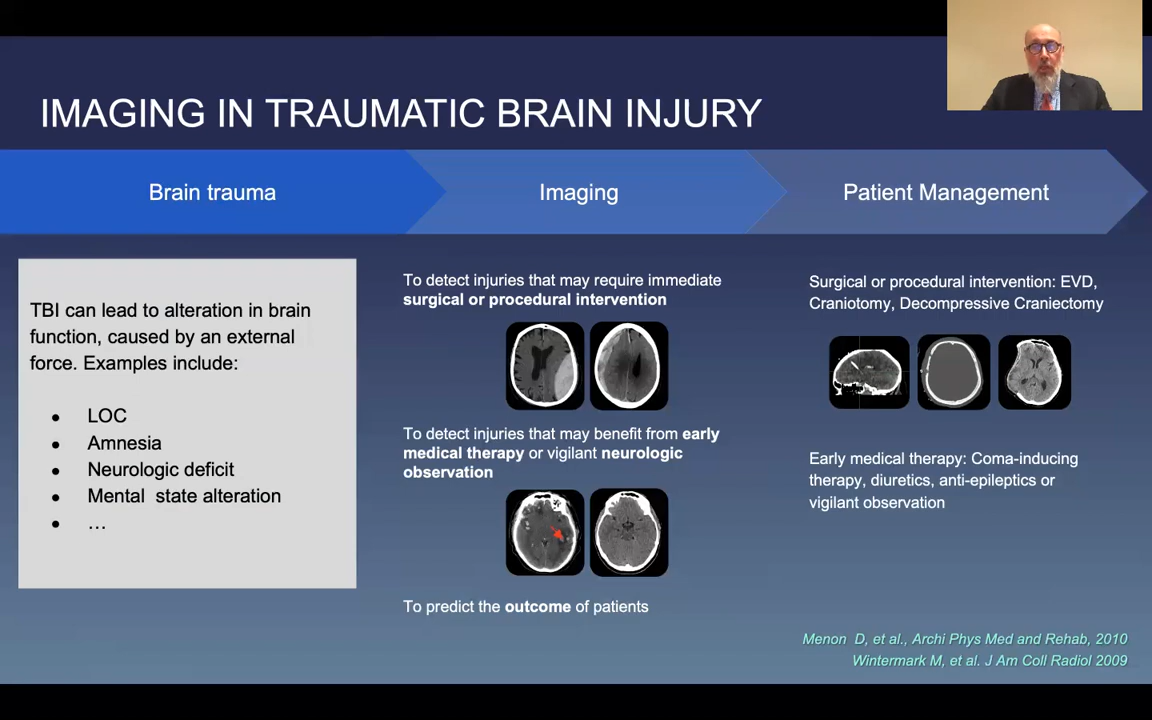 IMAGING IN TRAUMATIC BRAIN INJURY
Brain trauma
Imaging
Patient Management
TBI can lead to alteration in brain
function, caused by an external
force. Examples include:
• LOC
• Amnesia
• Neurologic deficit
• Mental  state alteration
• …
To detect injuries that may require immediate
surgical or procedural intervention
To detect injuries that may benefit from early
medical therapy or vigilant neurologic
observation
To predict the outcome of patients
Surgical or procedural intervention: EVD,
Craniotomy, Decompressive Craniectomy
Early medical therapy: Coma-inducing
therapy, diuretics, anti-epileptics or
vigilant observation
Menon  D, et al., Archi Phys Med and Rehab, 2010
Wintermark M, et al. J Am Coll Radiol 2009